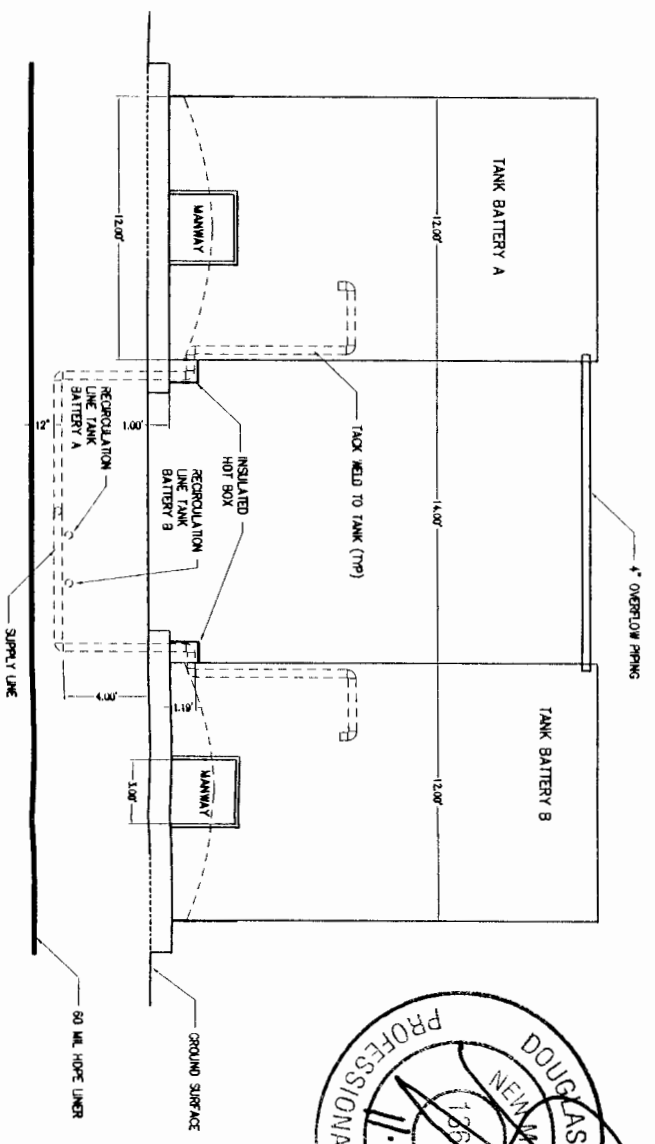 4" OVERFLOW PIPING
TANK BATTERY A
TANK BATTERY B
12.00'
14.00'
12.00'
TACK WELD TO TANK (TYP)
MANWAY
MANWAY
12.00'
3.00'
INSULATED
HOT BOX
1.19'
1.00'
RECIRCULATION
LINE TANK
BATTERY A
RECIRCULATION
LINE TANK
BATTERY B
12"
4.00'
SUPPLY LINE
GROUND SURFACE
60 MIL HDPE LINER
DOUGLAS
NEW M
136
PROFESSIONA